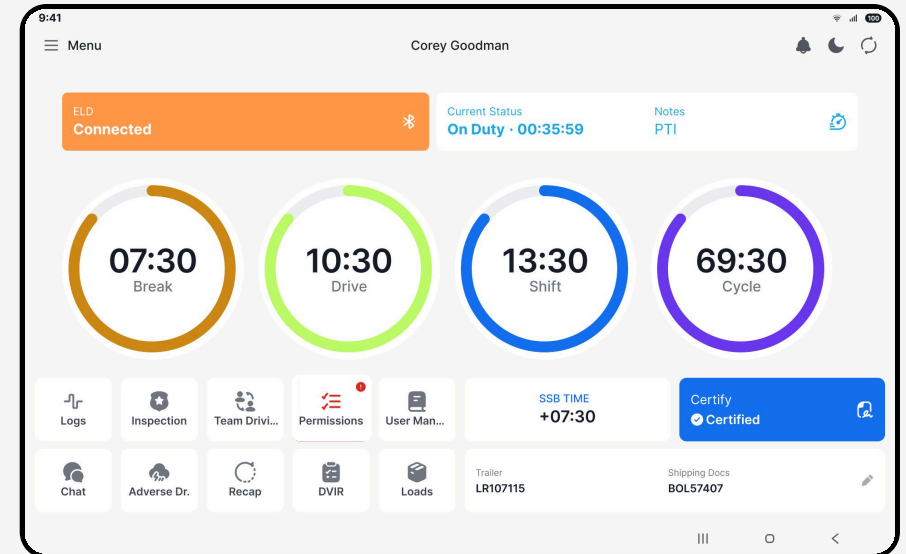 9:41
100
Menu
Corey Goodman
ELD
Connected
Current Status
On Duty · 00:35:59
Notes
PTI
07:30
Break
10:30
Drive
13:30
Shift
69:30
Cycle
Logs
Inspection
Team Drivi...
Permissions
User Man...
SSB TIME
+07:30
Certify
Certified
Chat
Adverse Dr.
Recap
DVIR
Loads
Trailer
LR107115
Shipping Docs
BOL57407